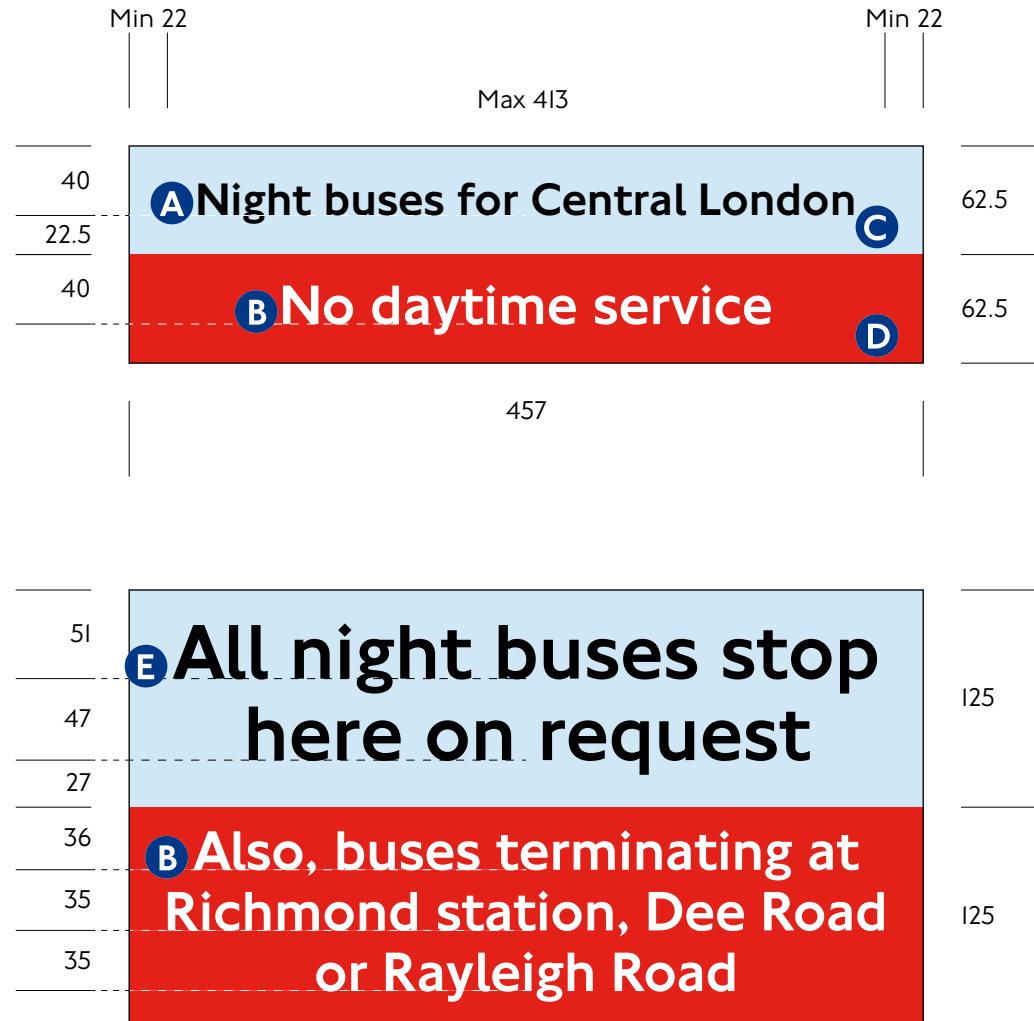 Min 22 Min 22
Max 413
40
A Night buses for Central London
62.5
C
22.5
40
B No daytime service
62.5
D
457
51
E All night buses stop
47
here on request
125
27
36
B Also, buses terminating at
35
Richmond station, Dee Road
125
35
or Rayleigh Road